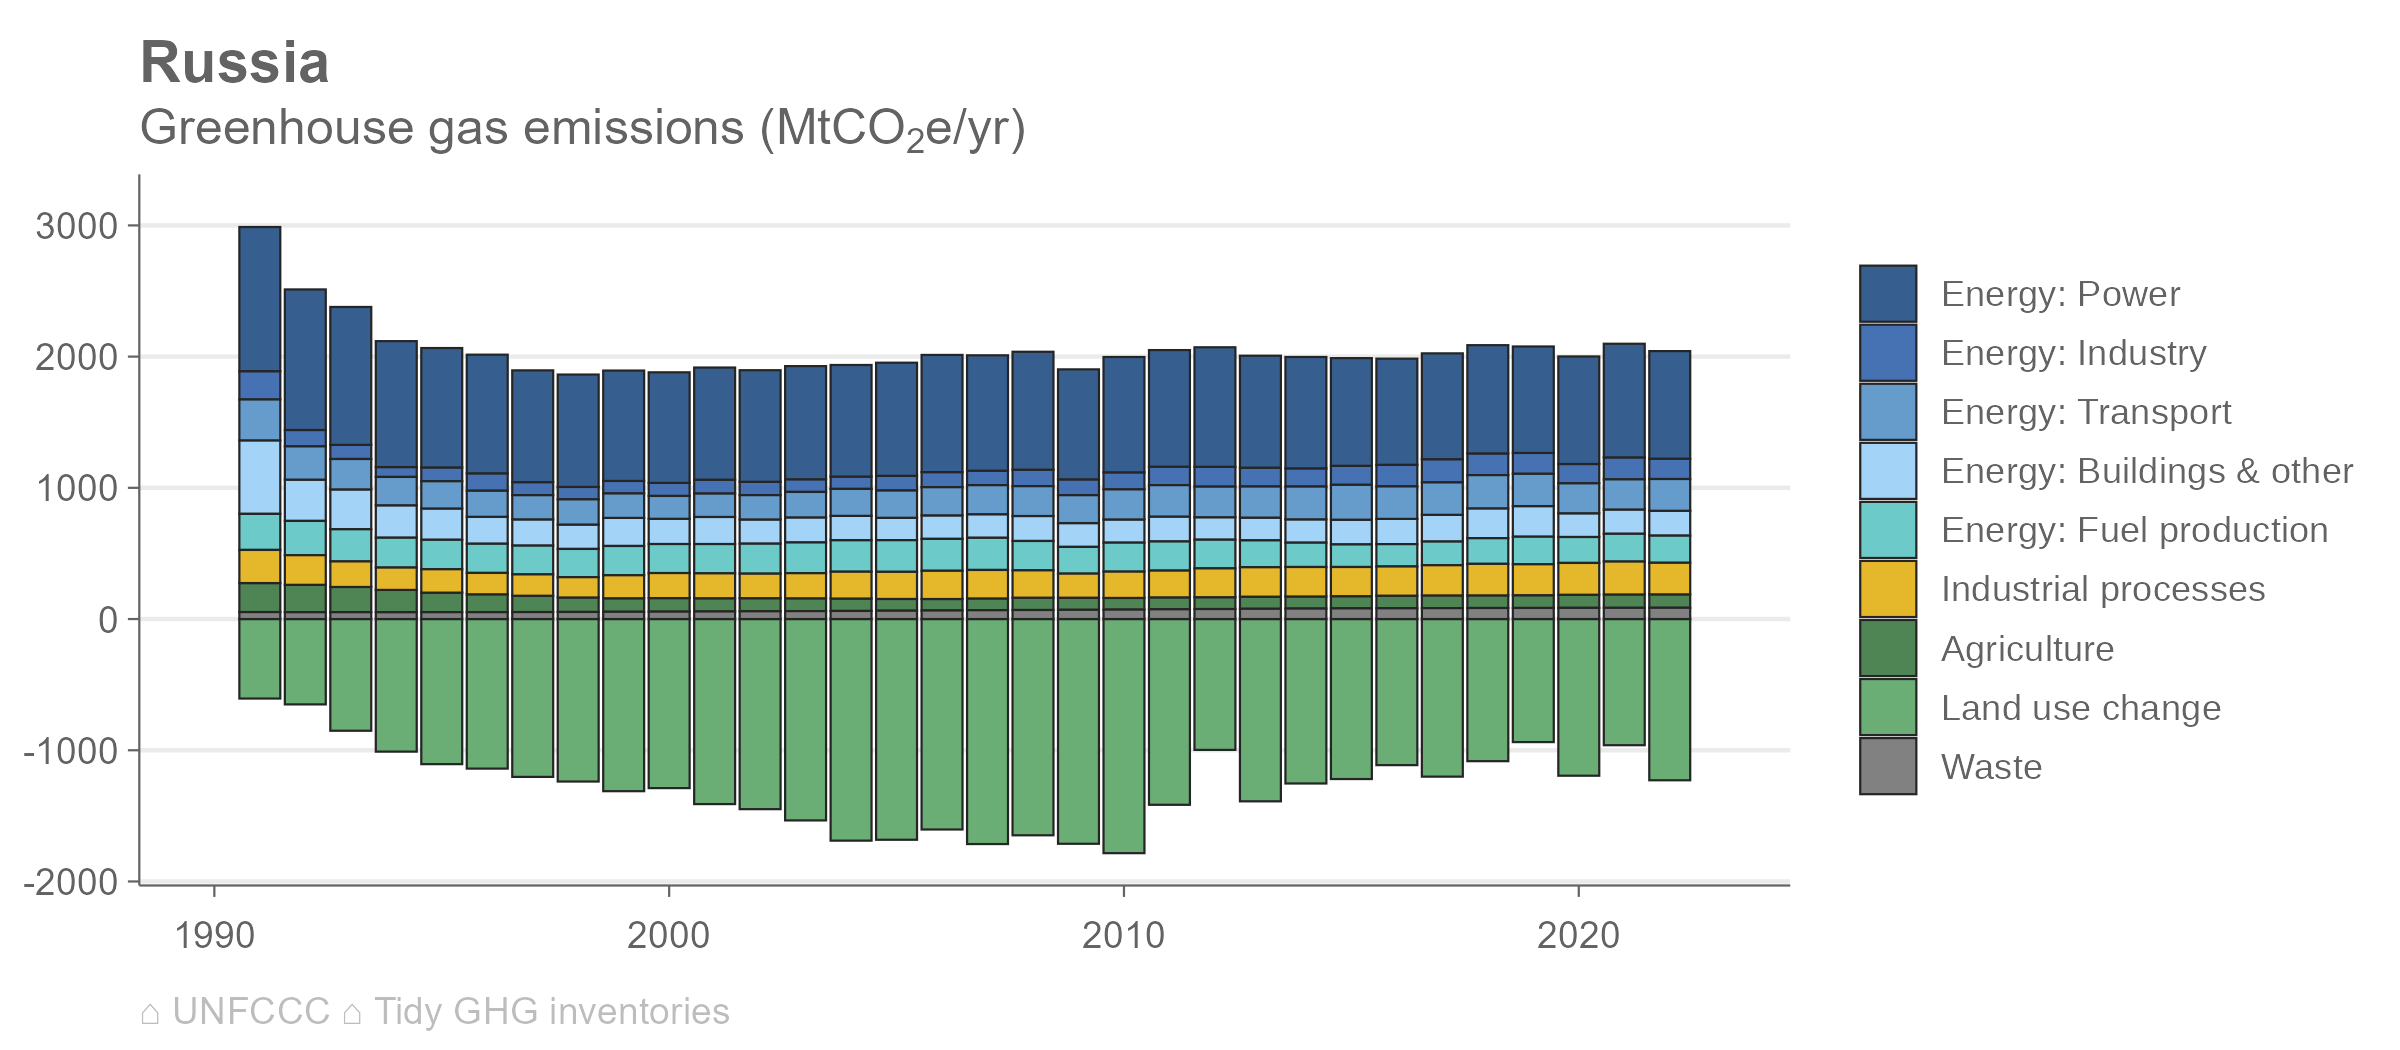 Russia
Greenhouse gas emissions (MtCO₂e/yr)
3000
2000
1000
0
-1000
-2000
1990
2000
2010
2020
Energy: Power
Energy: Industry
Energy: Transport
Energy: Buildings & other
Energy: Fuel production
Industrial processes
Agriculture
Land use change
Waste
⌂ UNFCCC ⌂ Tidy GHG inventories